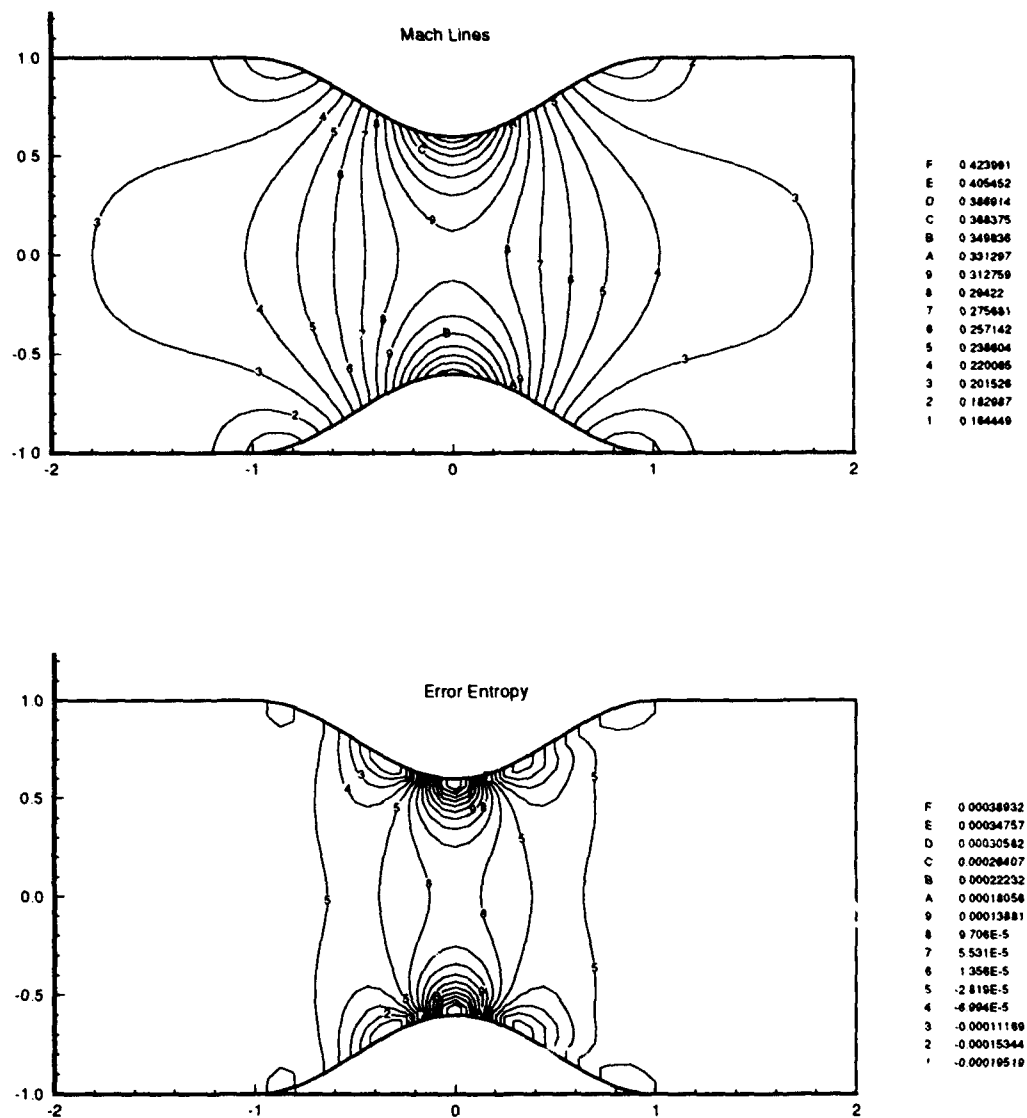 Mach Lines
1.0
0.5
0.0
-0.5
-1.0
-2
-1
0
1
2
F 0.423991
E 0.405452
D 0.386914
C 0.368375
B 0.349836
A 0.331297
9 0.312759
8 0.29422
7 0.275681
6 0.257142
5 0.238604
4 0.220065
3 0.201526
2 0.182987
1 0.164449
Error Entropy
1.0
0.5
0.0
-0.5
-1.0
-2
-1
0
1
2
F 0.00038932
E 0.00034757
D 0.00030582
C 0.00026407
B 0.00022232
A 0.00018056
9 0.00013881
8 9.706E-5
7 5.531E-5
6 1.356E-5
5 -2.819E-5
4 -6.994E-5
3 -0.00011169
2 -0.00015344
1 -0.00019519